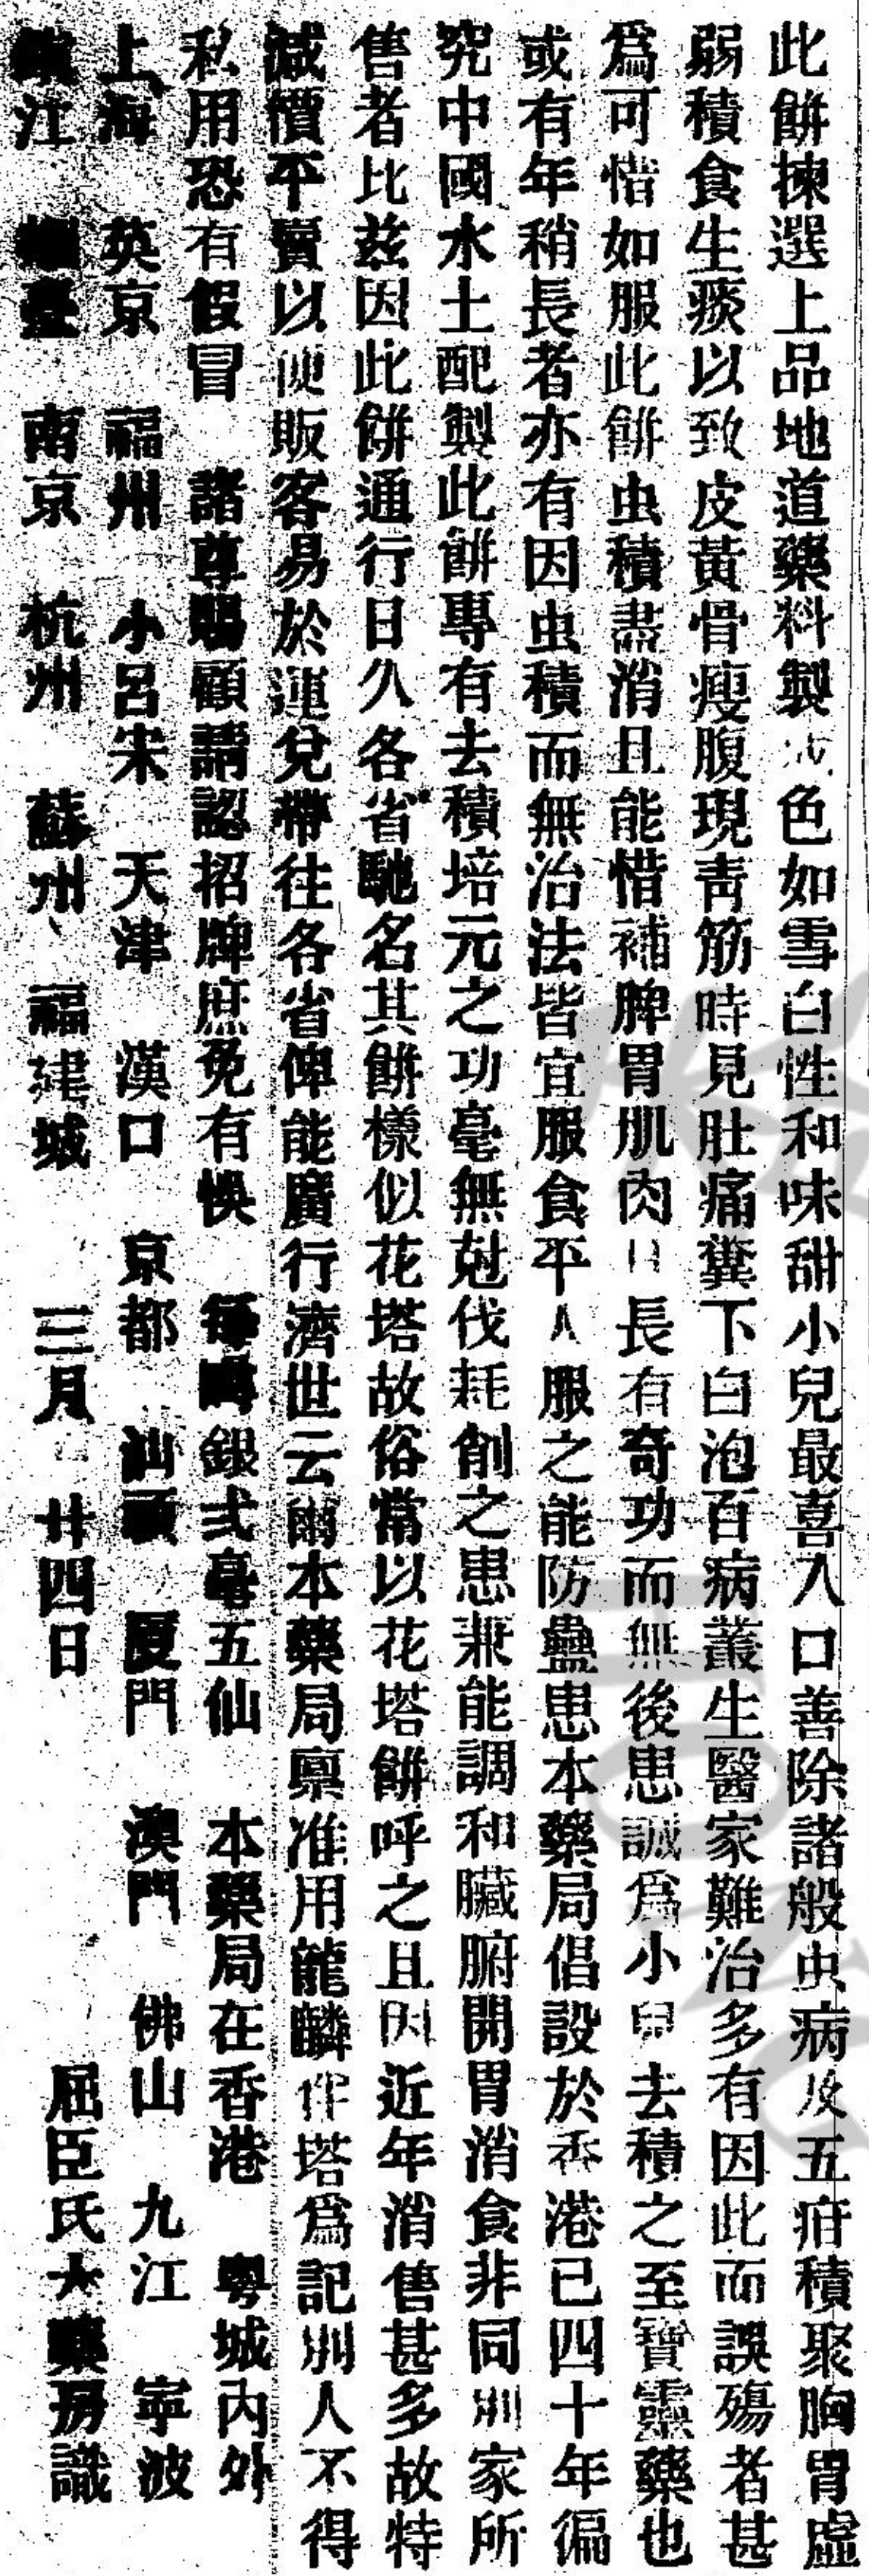 此餅揀選上品地道藥料製成色如雪白性和味甜小兒最喜入口善除諸般虫病及五疳積聚胸胃虛
弱積食生痰以致皮黃骨瘦腹現青筋時見肚痛糞下白泡百病叢生醫家難治多有因此而誤殤者甚
爲可惜如服此餅虫積盡消且能惜補脾胃肌肉日長有奇功而無後患誠爲小兒去積之至寶靈藥也
或有年稍長者亦有因虫積而無治法皆宜服食平人服之能防蠱患本藥局倡設於香港已四十年徧
究中國水土配製此餅專有去積培元之功毫無尅伐耗削之患兼能調和臟腑開胃消食非同別家所
售者比茲因此餅通行日久各省馳名其餅樣似花塔故俗常以花塔餅呼之且因近年消售甚多故特
減價平賣以便販客易於運兌帶往各省俾能廣行濟世云爾本藥局禀准用龍麟伴塔爲記別人不得
私用恐有假冒 諸尊賜顧請認招牌庶免有悞 每樽銀弍毫五仙 本藥局在香港 粵城內外
上海 英京 福州 小呂宋 天津 漢口 京都 汕頭 厦門 澳門 佛山 九江 寧波
鎮江 南京 杭州 蘇州 福建城 三月 廿四日 屈臣氏大藥房識